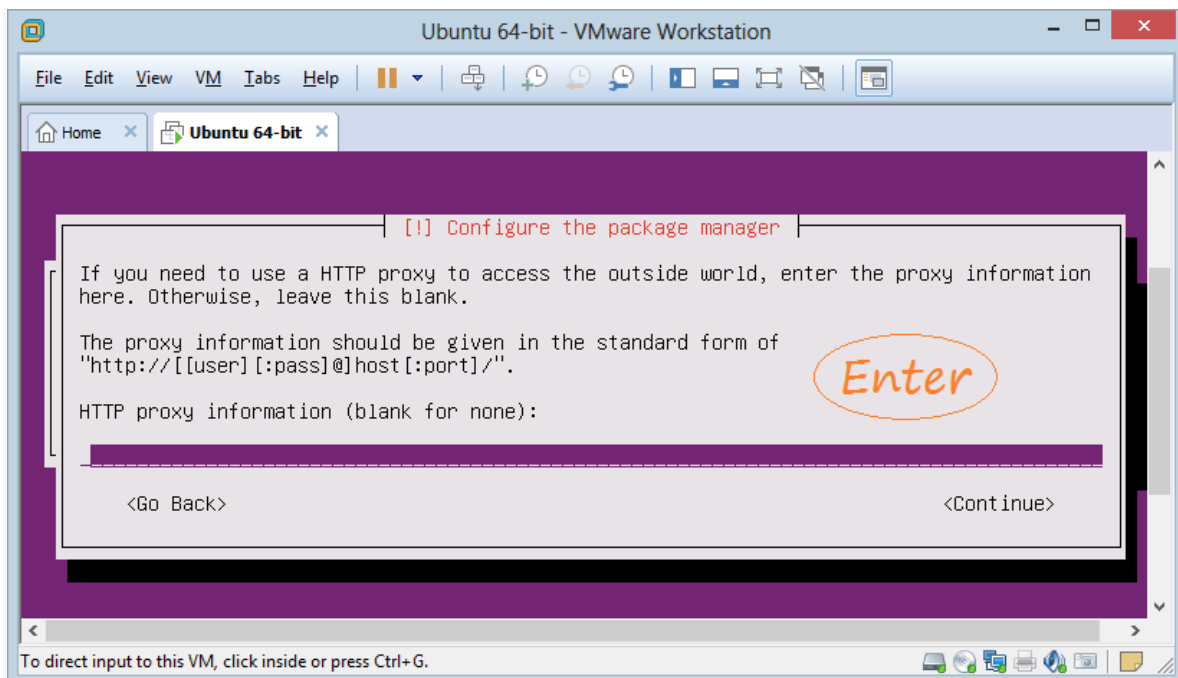 Ubuntu 64-bit - VMware Workstation
File Edit View VM Tabs Help
Home Ubuntu 64-bit
[!] Configure the package manager
If you need to use a HTTP proxy to access the outside world, enter the proxy information
here. Otherwise, leave this blank.
The proxy information should be given in the standard form of
"http://[[user][:pass]@]host[:port]/".
Enter
HTTP proxy information (blank for none):
<Go Back> <Continue>
To direct input to this VM, click inside or press Ctrl+G.